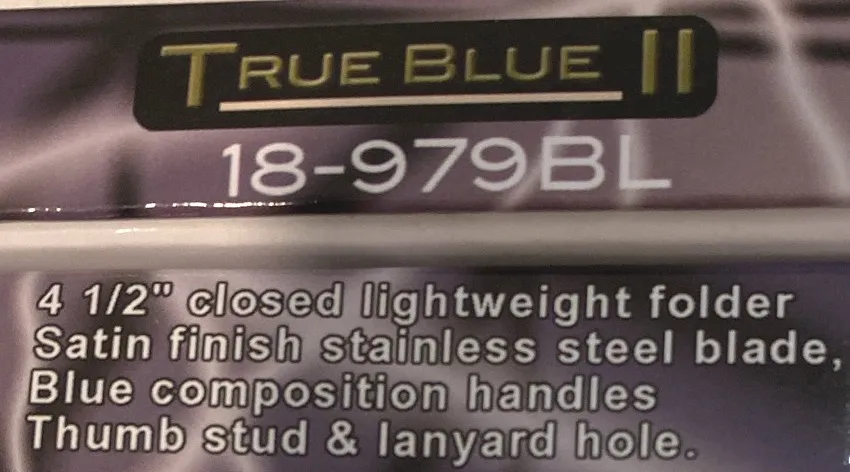 TRUE BLUE II
18-979BL
4 1/2" closed lightweight folder
Satin finish stainless steel blade,
Blue composition handles
Thumb stud & lanyard hole.